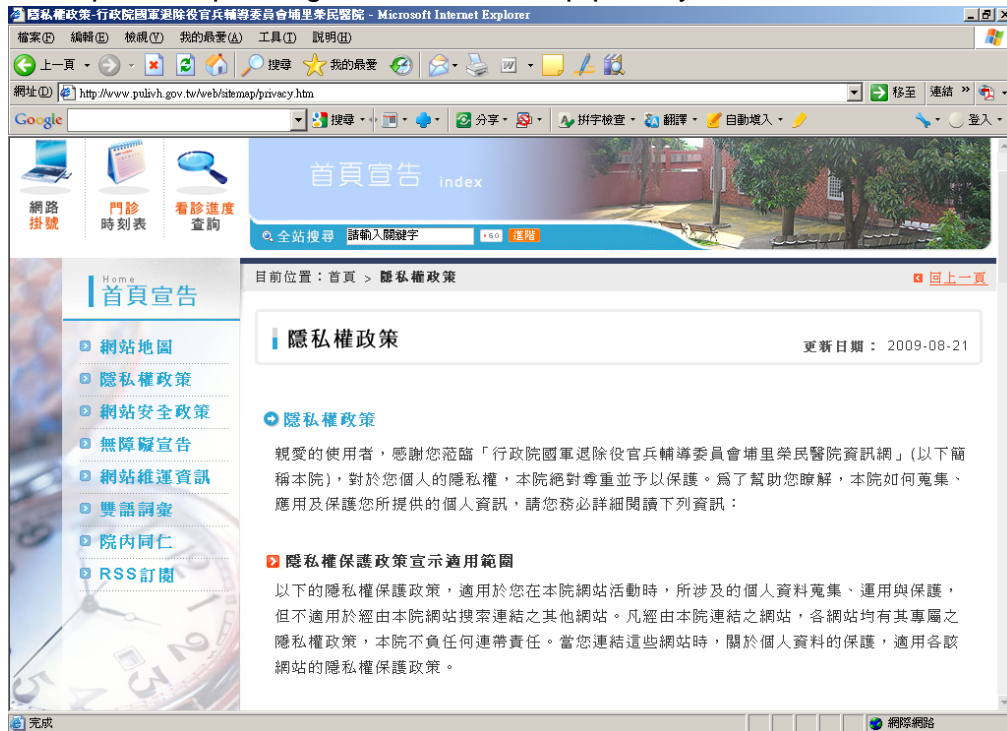 隱私權政策-行政院國軍退除役官兵輔導委員會埔里榮民醫院 - Microsoft Internet Explorer
檔案(F) 編輯(E) 檢視(V) 我的最愛(A) 工具(T) 說明(H)
上一頁 搜尋 我的最愛
網址(D) http://www.pulivh.gov.tw/web/sitemap/privacy.htm 移至 連結 »
Google 搜尋 分享 拼字檢查 翻譯 自動填入 登入
網路
掛號
門診
時刻表
看診進度
查詢
首頁宣告 index
全站搜尋 請輸入關鍵字 GO 進階
Home
首頁宣告
網站地圖
隱私權政策
網站安全政策
無障礙宣告
網站維運資訊
雙語詞彙
院內同仁
RSS訂閱
目前位置：首頁 > 隱私權政策
回上一頁
隱私權政策
更新日期： 2009-08-21
隱私權政策
親愛的使用者，感謝您蒞臨「行政院國軍退除役官兵輔導委員會埔里榮民醫院資訊網」(以下簡
稱本院)，對於您個人的隱私權，本院絕對尊重並予以保護。為了幫助您瞭解，本院如何蒐集、
應用及保護您所提供的個人資訊，請您務必詳細閱讀下列資訊：
隱私權保護政策宣示適用範圍
以下的隱私權保護政策，適用於您在本院網站活動時，所涉及的個人資料蒐集、運用與保護，
但不適用於經由本院網站搜索連結之其他網站。凡經由本院連結之網站，各網站均有其專屬之
隱私權政策，本院不負任何連帶責任。當您連結這些網站時，關於個人資料的保護，適用各該
網站的隱私權保護政策。
完成
網際網路